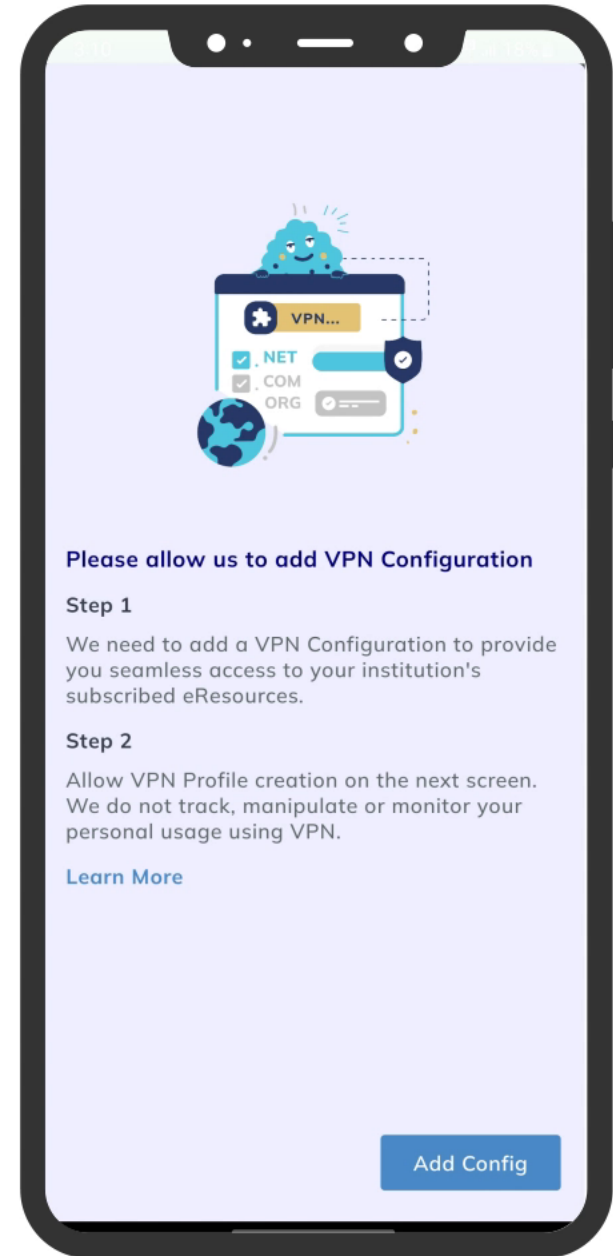 VPN...
. NET
. COM
ORG
Please allow us to add VPN Configuration
Step 1
We need to add a VPN Configuration to provide
you seamless access to your institution's
subscribed eResources.
Step 2
Allow VPN Profile creation on the next screen.
We do not track, manipulate or monitor your
personal usage using VPN.
Learn More
Add Config